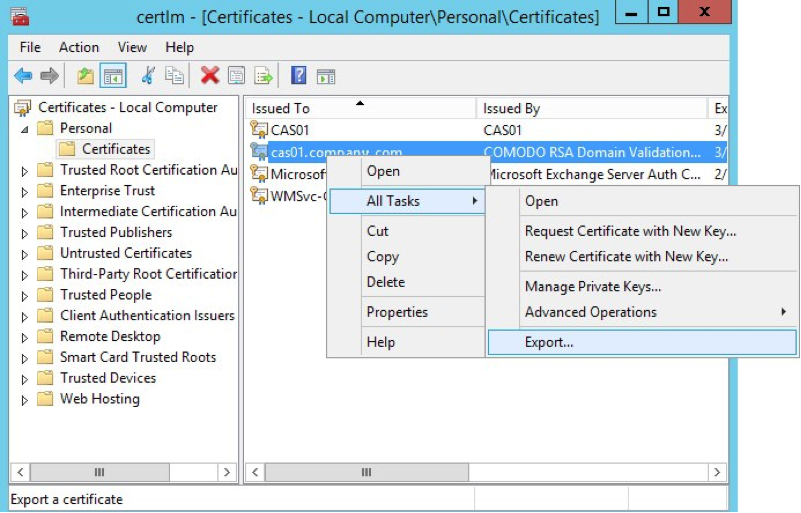 certlm - [Certificates - Local Computer\Personal\Certificates]
File Action View Help
Certificates - Local Computer
Personal
Certificates
Trusted Root Certification Au
Enterprise Trust
Intermediate Certification Au
Trusted Publishers
Untrusted Certificates
Third-Party Root Certification
Trusted People
Client Authentication Issuers
Remote Desktop
Smart Card Trusted Roots
Trusted Devices
Web Hosting
Issued To Issued By Ex
CAS01 CAS01 3/
cas01.company.com COMODO RSA Domain Validation... 3/
Microsof Microsoft Exchange Server Auth C... 2/
WMSvc-C
Open
All Tasks
Cut
Copy
Delete
Properties
Help
Open
Request Certificate with New Key...
Renew Certificate with New Key...
Manage Private Keys...
Advanced Operations
Export...
Export a certificate